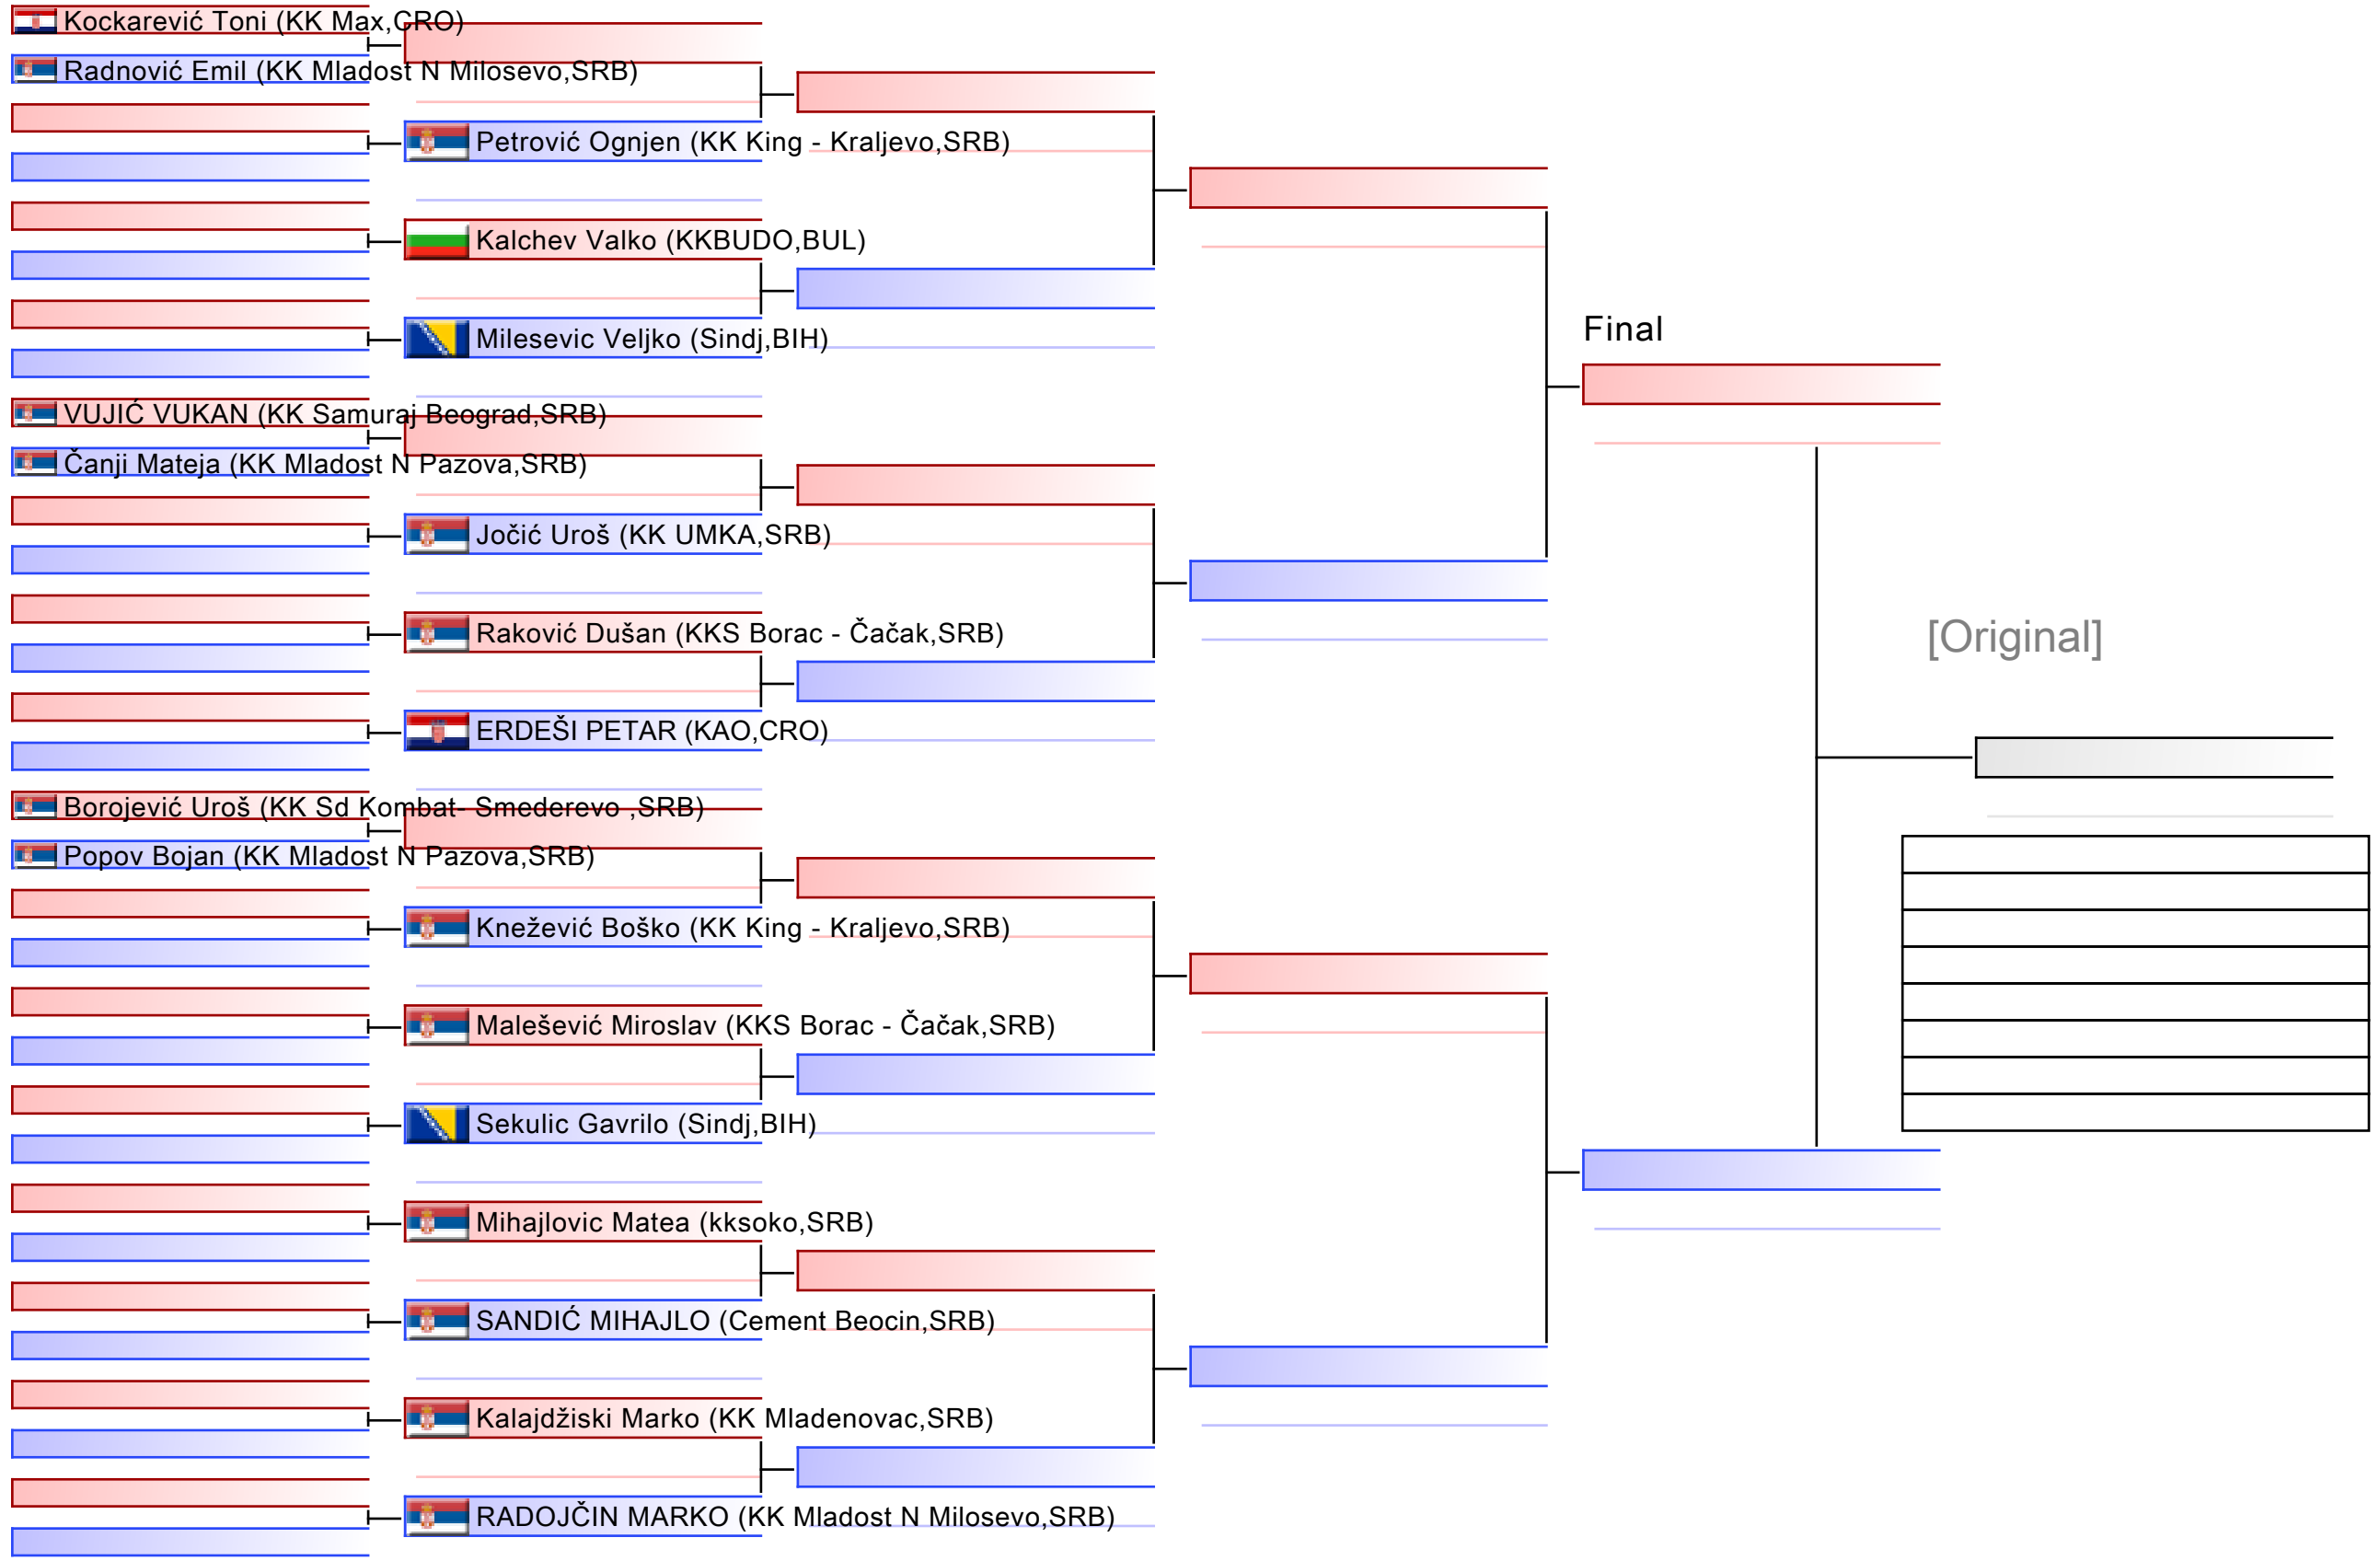 Kockarević Toni (KK Max,CRO)
Radnović Emil (KK Mladost N Milosevo,SRB)
Petrović Ognjen (KK King - Kraljevo,SRB)
Kalchev Valko (KKBUDO,BUL)
Milesevic Veljko (Sindj,BIH)
Final
VUJIĆ VUKAN (KK Samuraj Beograd,SRB)
Čanji Mateja (KK Mladost N Pazova,SRB)
Jočić Uroš (KK UMKA,SRB)
Raković Dušan (KKS Borac - Čačak,SRB)
[Original]
ERDEŠI PETAR (KAO,CRO)
Borojević Uroš (KK Sd Kombat- Smederevo ,SRB)
Popov Bojan (KK Mladost N Pazova,SRB)
Knežević Boško (KK King - Kraljevo,SRB)
Malešević Miroslav (KKS Borac - Čačak,SRB)
Sekulic Gavrilo (Sindj,BIH)
Mihajlovic Matea (kksoko,SRB)
SANDIĆ MIHAJLO (Cement Beocin,SRB)
Kalajdžiski Marko (KK Mladenovac,SRB)
RADOJČIN MARKO (KK Mladost N Milosevo,SRB)